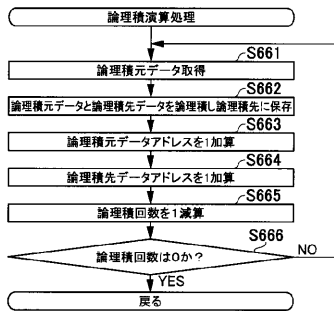 論理積演算処理
S661
論理積元データ取得
S662
論理積元データと論理先データを論理積し論理積先に保存
S663
論理積元データアドレスを1加算
S664
論理積先データアドレスを1加算
S665
論理積回数を1減算
S666
論理積回数は0か?
NO
YES
戻る